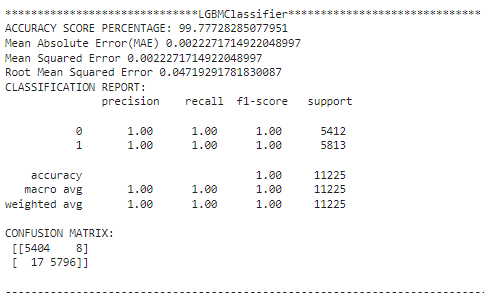 ******************************LGBMClassifier******************************
ACCURACY SCORE PERCENTAGE: 99.77728285077951
Mean Absolute Error(MAE) 0.0022271714922048997
Mean Squared Error 0.0022271714922048997
Root Mean Squared Error 0.04719291781830087
CLASSIFICATION REPORT:
precision recall f1-score support
0 1.00 1.00 1.00 5412
1 1.00 1.00 1.00 5813
accuracy 1.00 11225
macro avg 1.00 1.00 1.00 11225
weighted avg 1.00 1.00 1.00 11225
CONFUSION MATRIX:
[[5404 8]
[ 17 5796]]
--------------------------------------------------------------------------